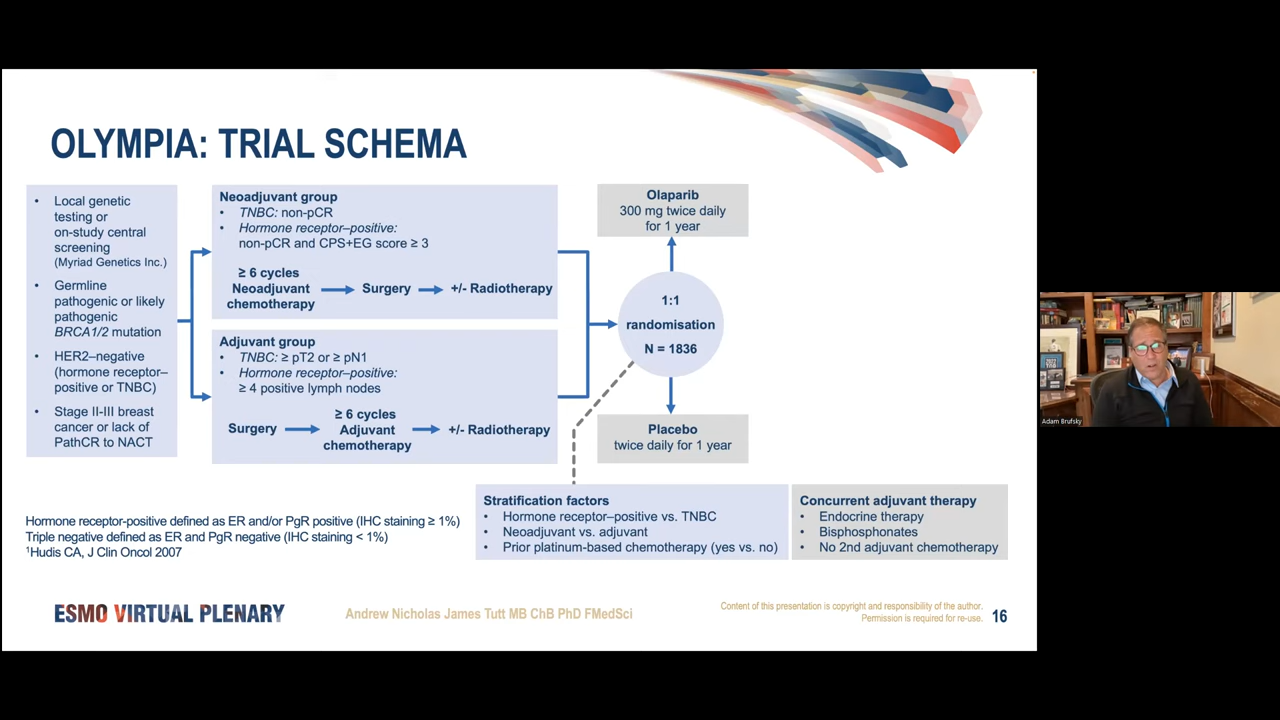 OLYMPIA: TRIAL SCHEMA
• Local genetic
testing or
on-study central
screening
(Myriad Genetics Inc.)
• Germline
pathogenic or likely
pathogenic
BRCA1/2 mutation
• HER2–negative
(hormone receptor–
positive or TNBC)
• Stage II-III breast
cancer or lack of
PathCR to NACT
Neoadjuvant group
• TNBC: non-pCR
• Hormone receptor–positive:
non-pCR and CPS+EG score ≥ 3
≥ 6 cycles
Neoadjuvant
chemotherapy
Surgery
+/- Radiotherapy
Adjuvant group
• TNBC: ≥ pT2 or ≥ pN1
• Hormone receptor–positive:
≥ 4 positive lymph nodes
Surgery
≥ 6 cycles
Adjuvant
chemotherapy
+/- Radiotherapy
Olaparib
300 mg twice daily
for 1 year
1:1
randomisation
N = 1836
Placebo
twice daily for 1 year
Stratification factors
• Hormone receptor–positive vs. TNBC
• Neoadjuvant vs. adjuvant
• Prior platinum-based chemotherapy (yes vs. no)
Concurrent adjuvant therapy
• Endocrine therapy
• Bisphosphonates
• No 2nd adjuvant chemotherapy
Hormone receptor-positive defined as ER and/or PgR positive (IHC staining ≥ 1%)
Triple negative defined as ER and PgR negative (IHC staining < 1%)
¹Hudis CA, J Clin Oncol 2007
ESMO VIRTUAL PLENARY
Andrew Nicholas James Tutt MB ChB PhD FMedSci
Content of this presentation is copyright and responsibility of the author.
Permission is required for re-use.
16
Adam Brufsky